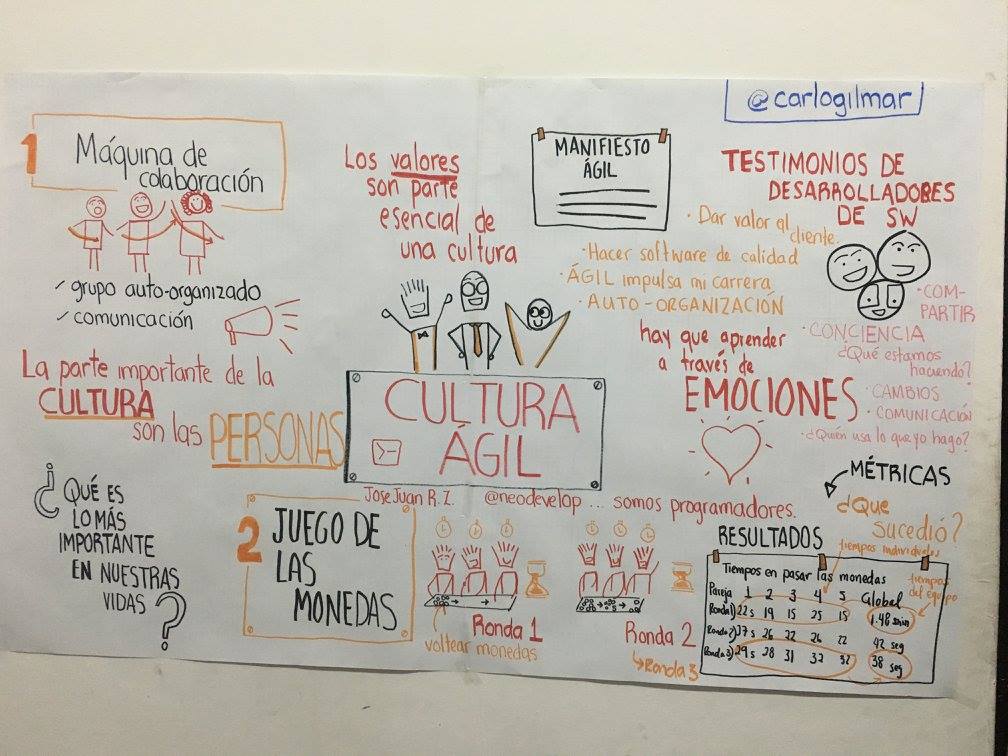 @carlogilmar
1
Máquina de
colaboración
✓ grupo auto-organizado
✓ comunicación
La parte importante de la
CULTURA
son las PERSONAS
¿QUÉ ES
LO MÁS
IMPORTANTE
EN NUESTRAS
VIDAS?
Los valores
son parte
esencial de
una cultura
MANIFIESTO
ÁGIL
· Dar valor al
cliente.
· Hacer software de calidad
· ÁGIL impulsa mi carrera
· AUTO-ORGANIZACIÓN
TESTIMONIOS DE
DESARROLLADORES
DE SW
· COM-
PARTIR
· CONCIENCIA
¿Qué estamos
haciendo?
· CAMBIOS
· COMUNICACIÓN
· ¿Quién usa lo que yo hago?
hay que aprender
a través de
EMOCIONES
CULTURA
ÁGIL
JoseJuan R. Z. @neodevelop ... somos programadores.
2
JUEGO DE
LAS
MONEDAS
Ronda 1
voltear monedas
Ronda 2
Ronda 3
MÉTRICAS
¿Que
sucedió?
RESULTADOS
tiempos individuales
tiempos
del equipo
Tiempos en pasar las monedas
Pareja 1 2 3 4 5 Global
Ronda 1) 22s 19 15 25 15 1.48 min
Ronda 2) 37s 26 22 26 22 42 seg
Ronda 3) 29s 28 31 32 32 38 seg